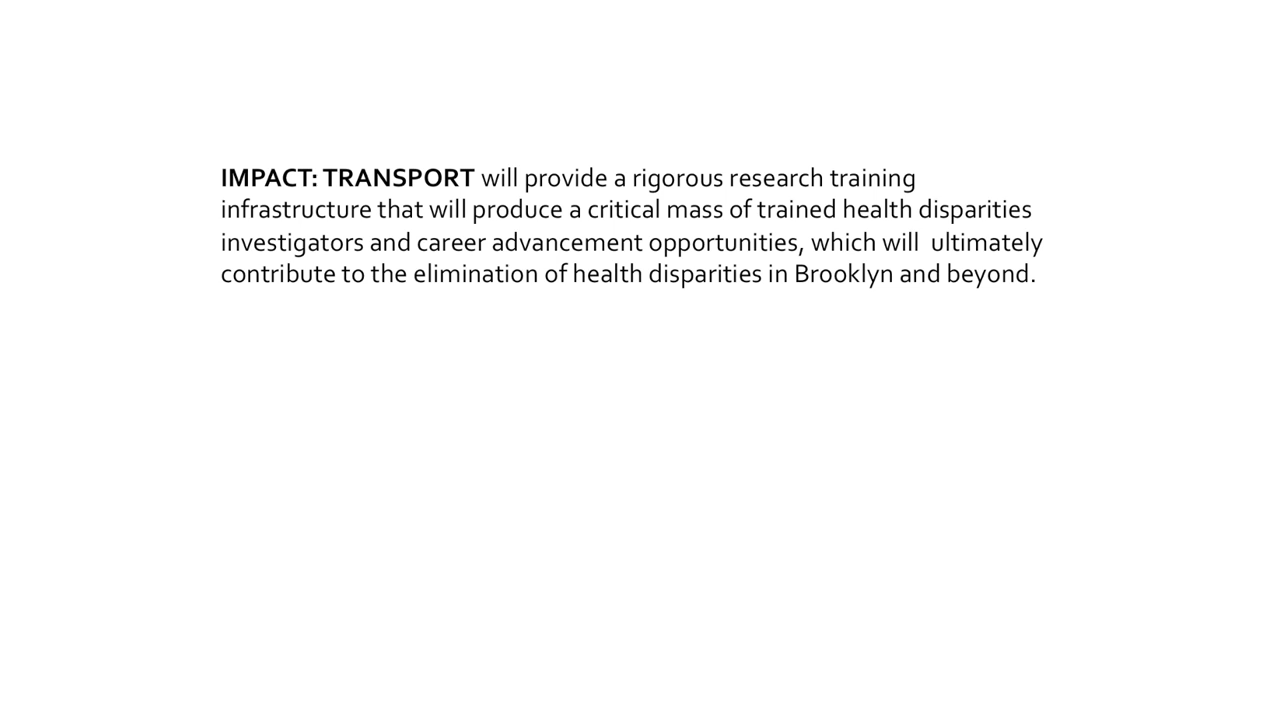 IMPACT: TRANSPORT will provide a rigorous research training
infrastructure that will produce a critical mass of trained health disparities
investigators and career advancement opportunities, which will  ultimately
contribute to the elimination of health disparities in Brooklyn and beyond.